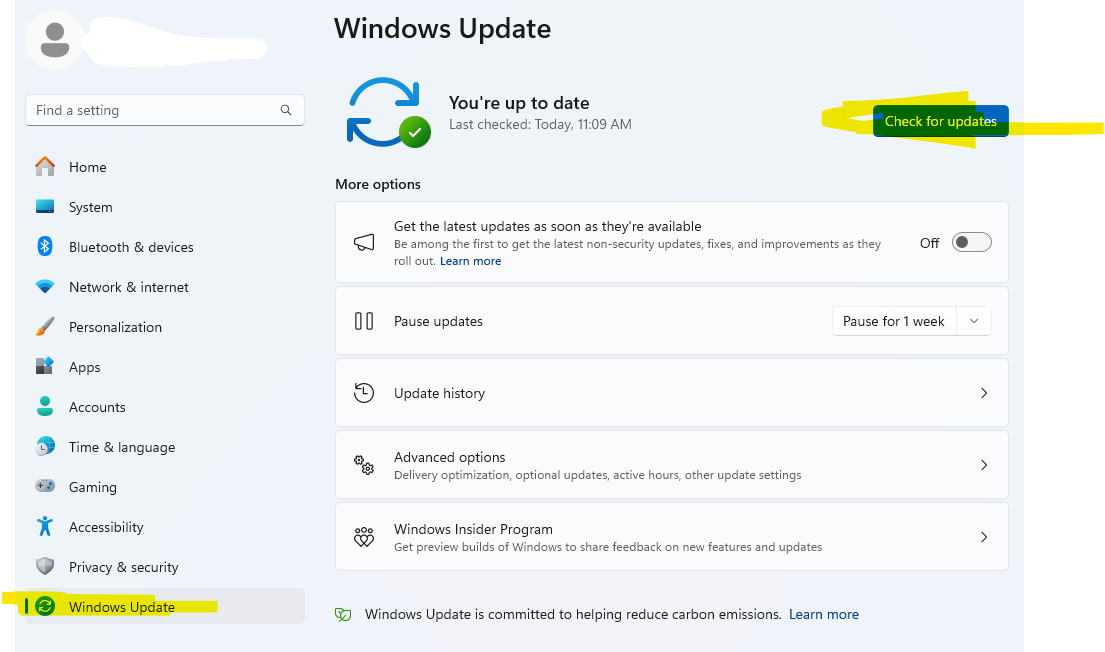 Windows Update
Find a setting
You're up to date
Last checked: Today, 11:09 AM
Check for updates
Home
System
Bluetooth & devices
Network & internet
Personalization
Apps
Accounts
Time & language
Gaming
Accessibility
Privacy & security
Windows Update
More options
Get the latest updates as soon as they're available
Be among the first to get the latest non-security updates, fixes, and improvements as they
roll out. Learn more
Off
Pause updates
Pause for 1 week
Update history
Advanced options
Delivery optimization, optional updates, active hours, other update settings
Windows Insider Program
Get preview builds of Windows to share feedback on new features and updates
Windows Update is committed to helping reduce carbon emissions. Learn more